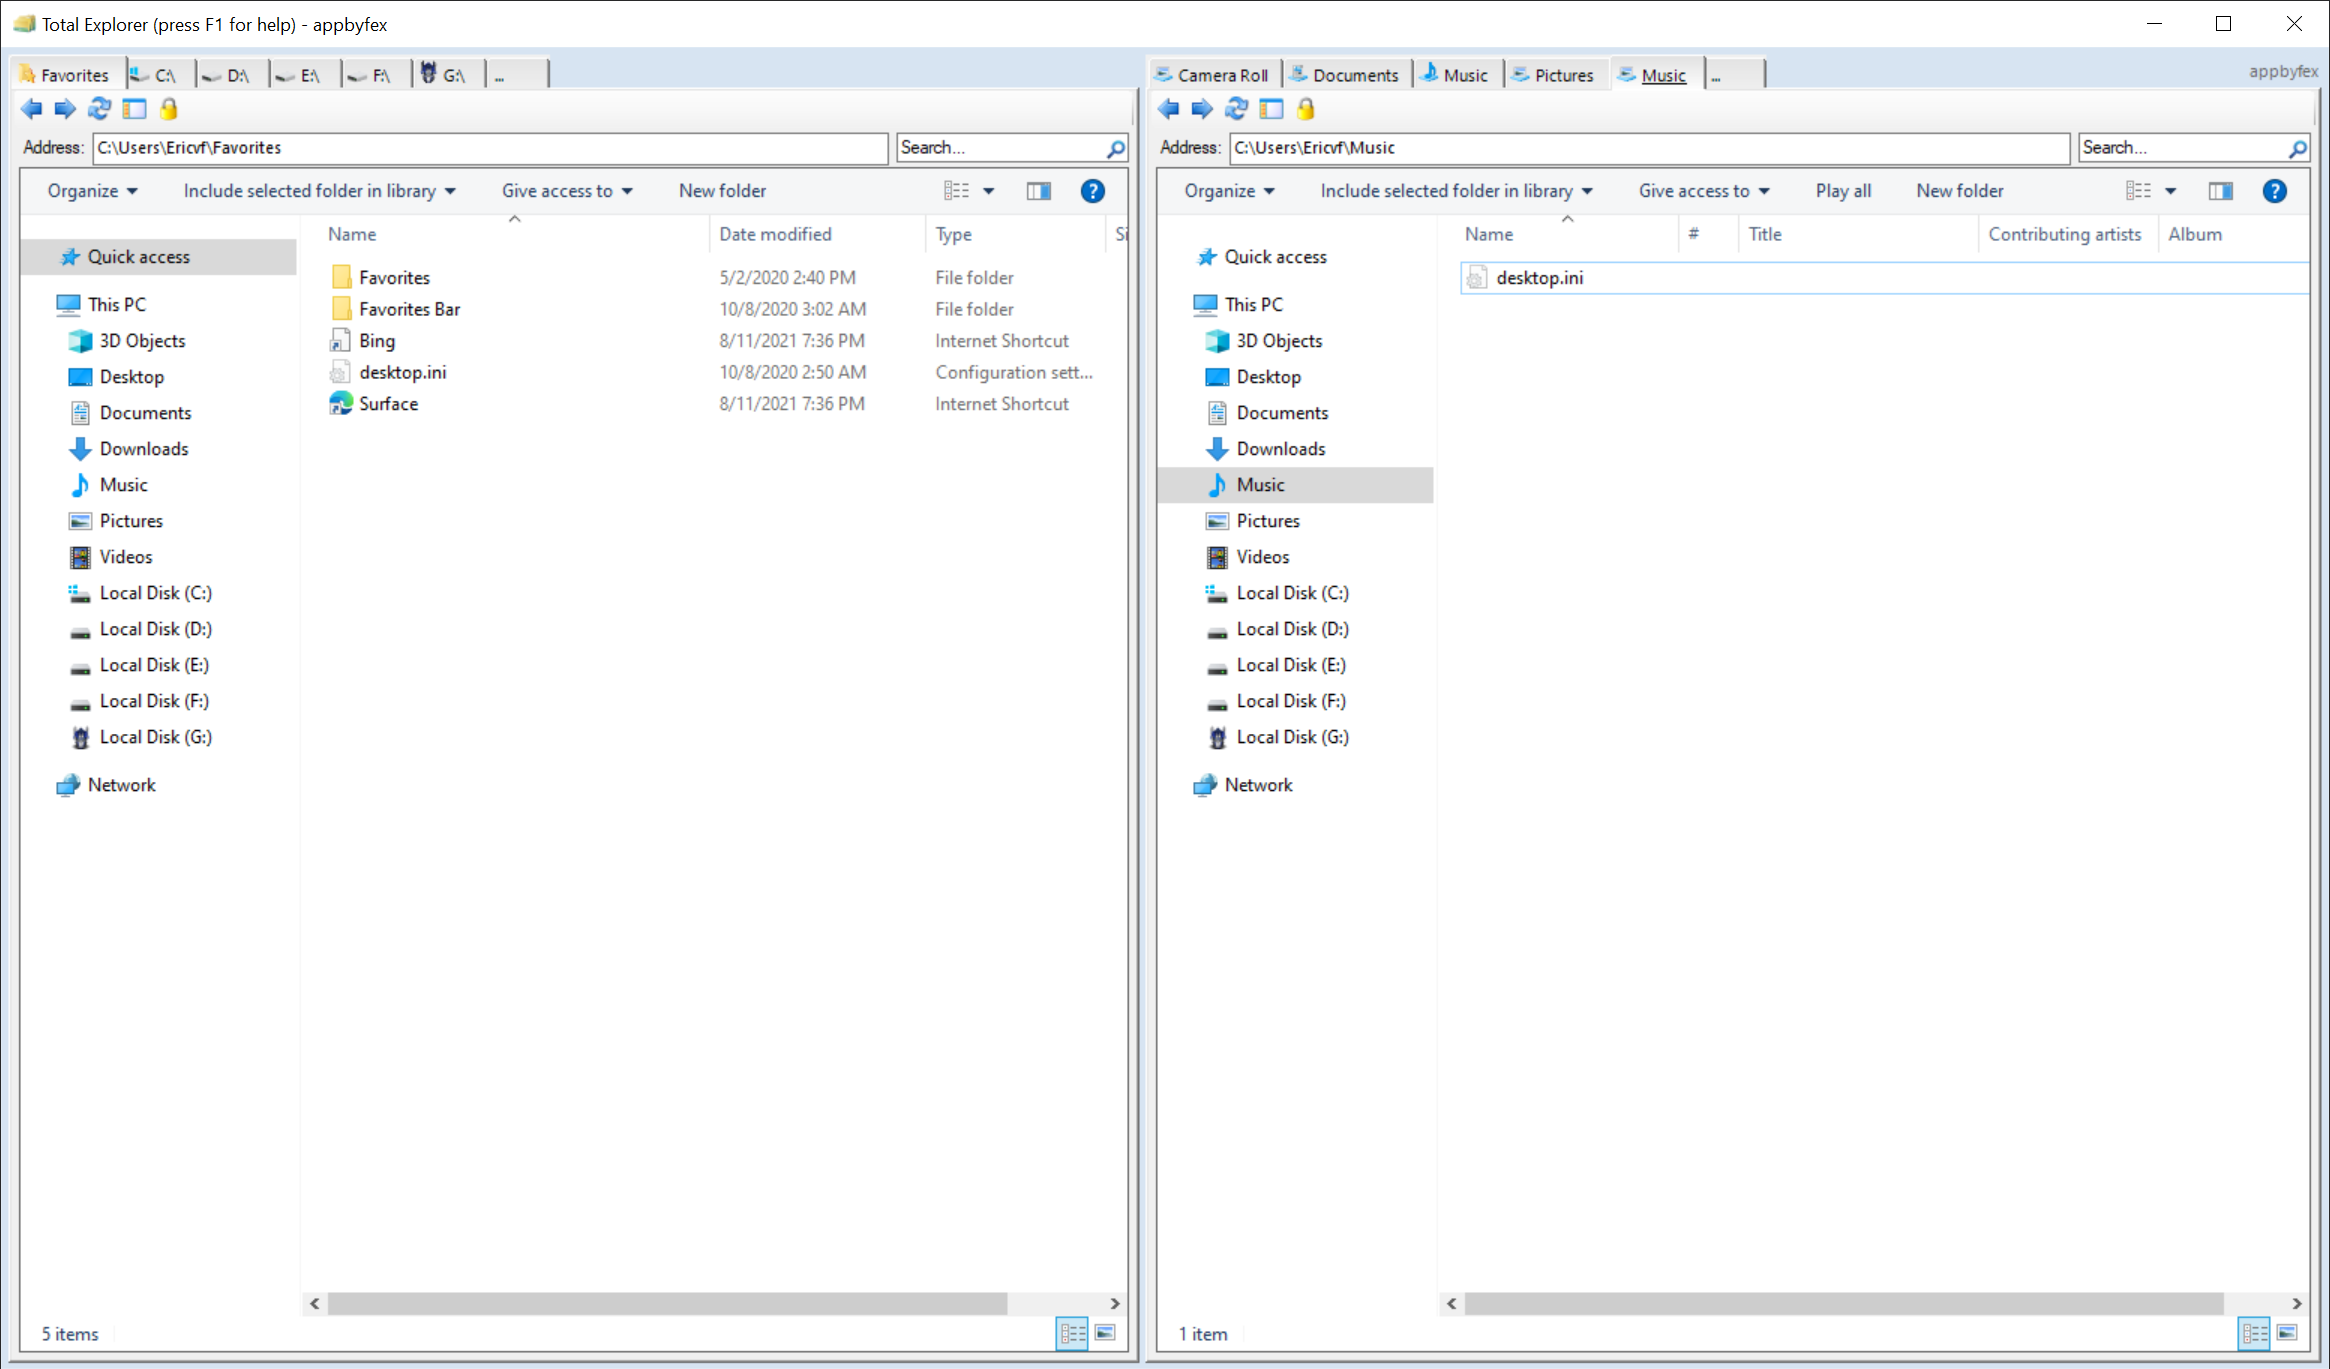 Total Explorer (press F1 for help) - appbyfex
Favorites C:\ D:\ E:\ F:\ G:\ ...
Address: C:\Users\Ericvf\Favorites Search...
Organize Include selected folder in library Give access to New folder
Name Date modified Type Si
Quick access
This PC
3D Objects
Desktop
Documents
Downloads
Music
Pictures
Videos
Local Disk (C:)
Local Disk (D:)
Local Disk (E:)
Local Disk (F:)
Local Disk (G:)
Network
Favorites 5/2/2020 2:40 PM File folder
Favorites Bar 10/8/2020 3:02 AM File folder
Bing 8/11/2021 7:36 PM Internet Shortcut
desktop.ini 10/8/2020 2:50 AM Configuration sett...
Surface 8/11/2021 7:36 PM Internet Shortcut
5 items
Camera Roll Documents Music Pictures Music ... appbyfex
Address: C:\Users\Ericvf\Music Search...
Organize Include selected folder in library Give access to Play all New folder
Name # Title Contributing artists Album
Quick access
This PC
3D Objects
Desktop
Documents
Downloads
Music
Pictures
Videos
Local Disk (C:)
Local Disk (D:)
Local Disk (E:)
Local Disk (F:)
Local Disk (G:)
Network
desktop.ini
1 item